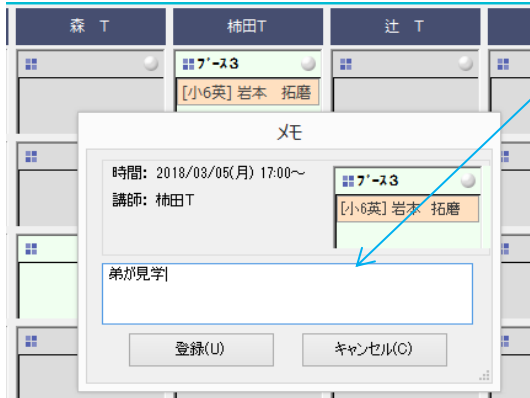 森 T
柿田T
辻 T
ﾌﾞｰｽ3
[小6英] 岩本 拓磨
メモ
時間: 2018/03/05(月) 17:00～
講師: 柿田T
ﾌﾞｰｽ3
[小6英] 岩本 拓磨
弟が見学
登録(U)
キャンセル(C)